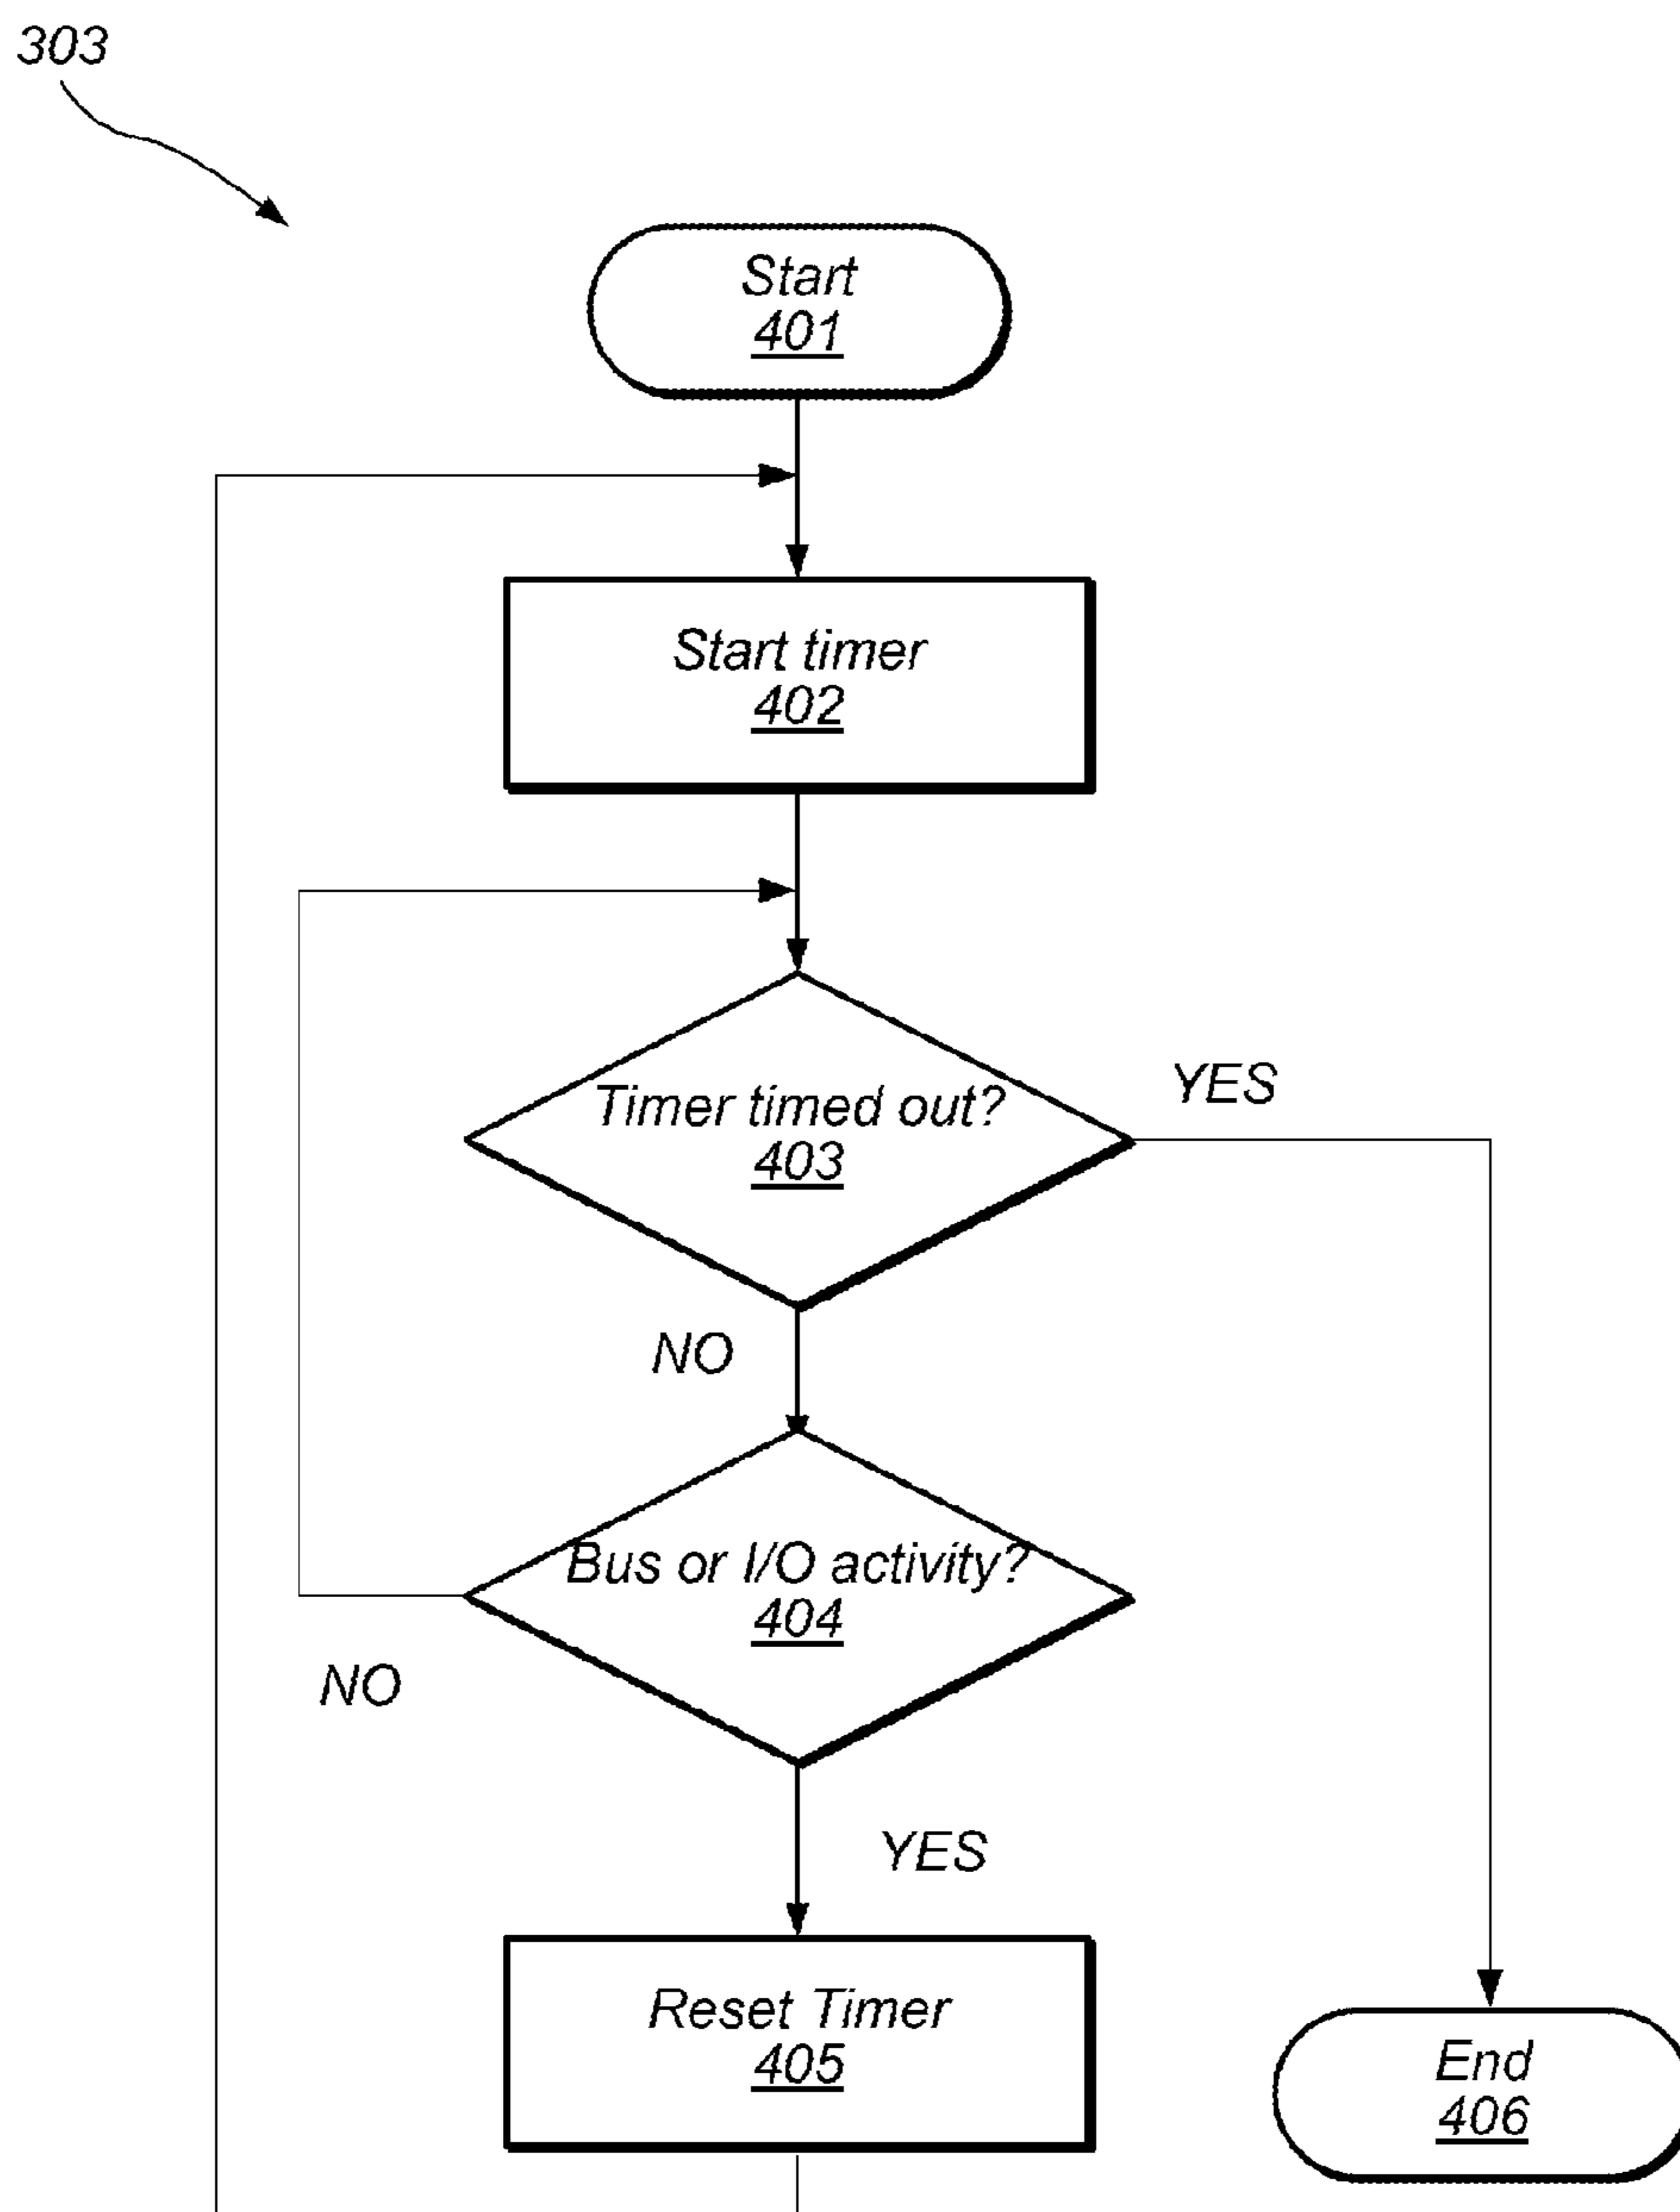 303
Start
401
Start timer
402
Timer timed out?
403
YES
NO
Bus or I/O activity?
404
NO
YES
Reset Timer
405
End
406